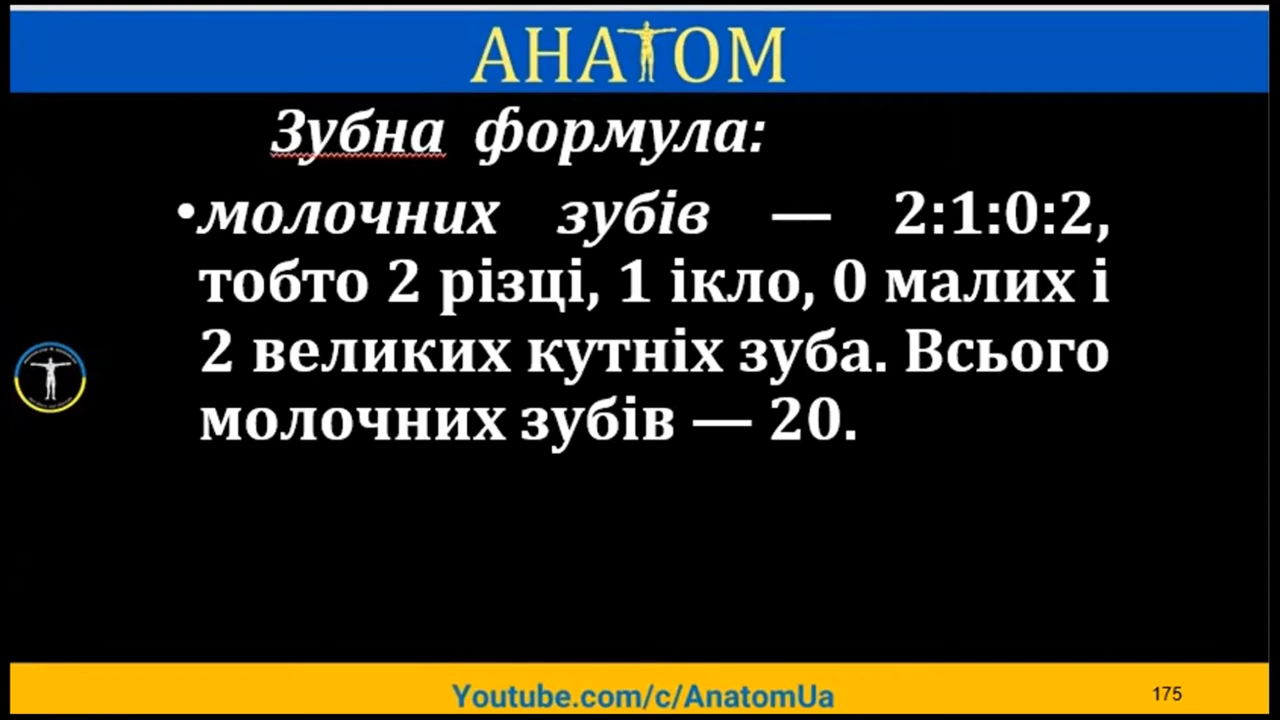 АНАТОМ
Зубна формула:
•молочних зубів — 2:1:0:2,
тобто 2 різці, 1 ікло, 0 малих і
2 великих кутніх зуба. Всього
молочних зубів — 20.
Youtube.com/c/AnatomUa
175